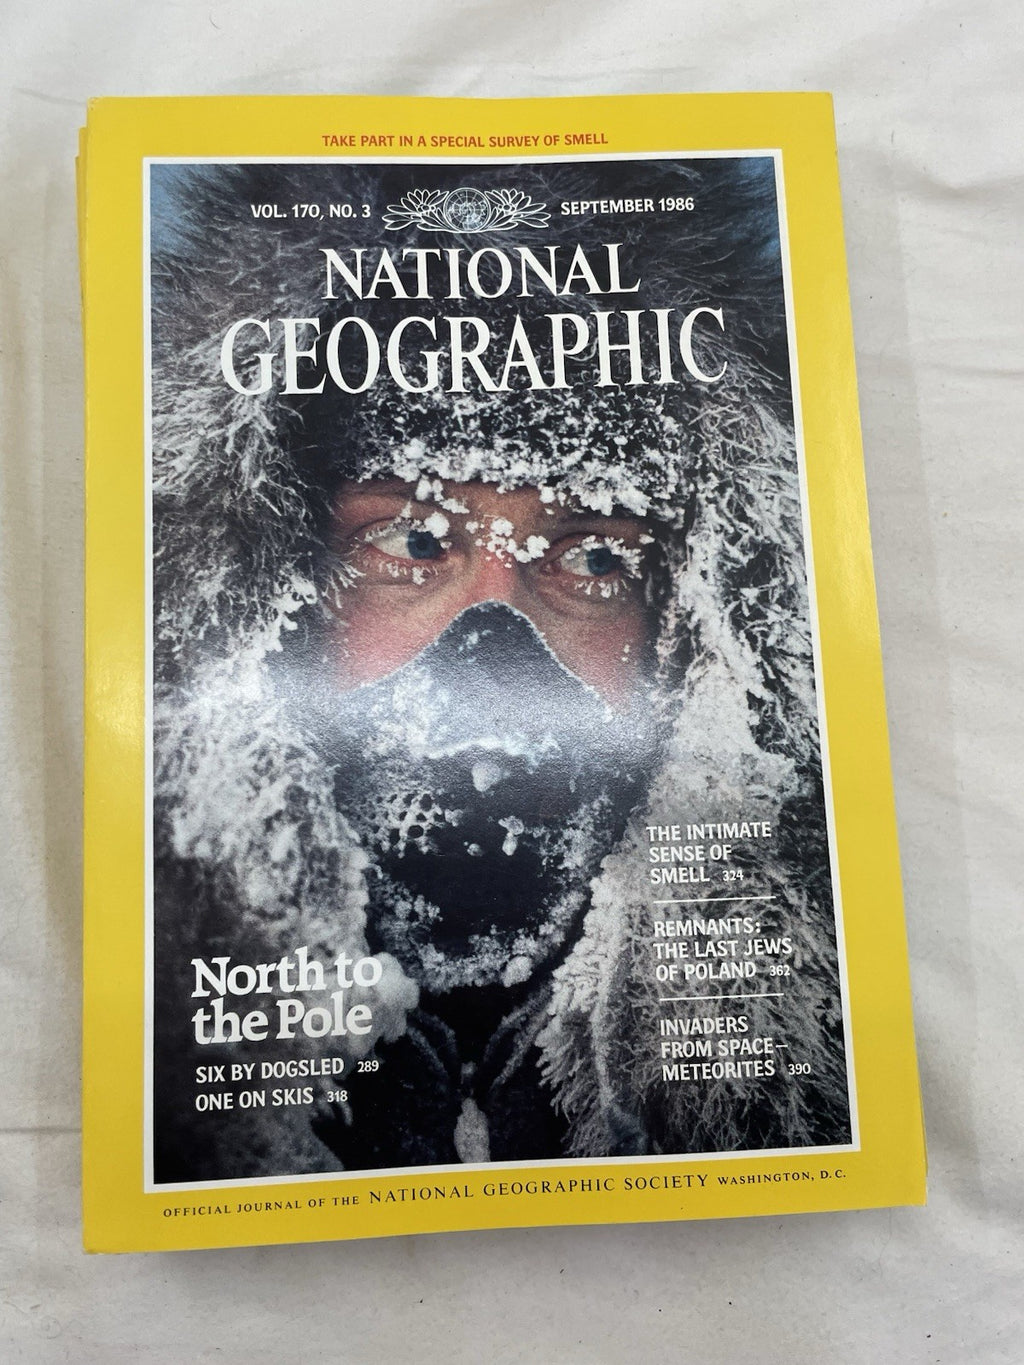 TAKE PART IN A SPECIAL SURVEY OF SMELL
VOL. 170, NO. 3
SEPTEMBER 1986
NATIONAL
GEOGRAPHIC
THE INTIMATE
SENSE OF
SMELL 324
REMNANTS:
THE LAST JEWS
OF POLAND 362
INVADERS
FROM SPACE—
METEORITES 390
North to
the Pole
SIX BY DOGSLED 289
ONE ON SKIS 318
OFFICIAL JOURNAL OF THE NATIONAL GEOGRAPHIC SOCIETY WASHINGTON, D.C.